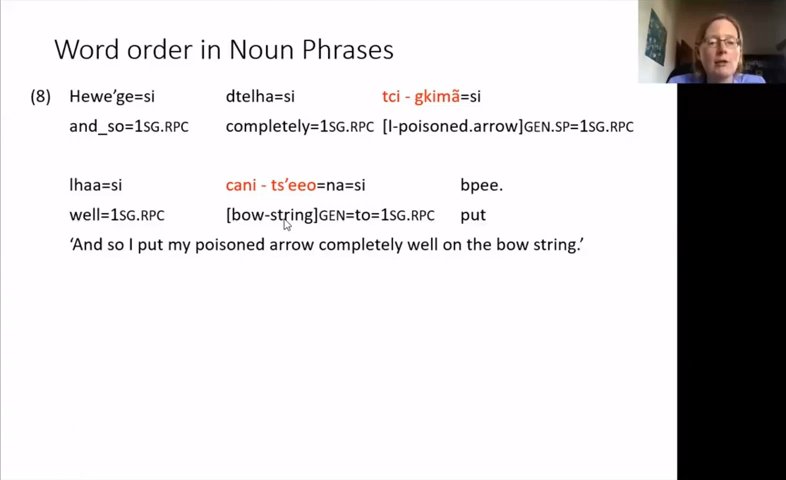 Word order in Noun Phrases
(8) Hewe'ge=si dtelha=si tci - gkimã=si
and_so=1SG.RPC completely=1SG.RPC [I-poisoned.arrow]GEN.SP=1SG.RPC
lhaa=si cani - ts'eeo=na=si bpee.
well=1SG.RPC [bow-string]GEN=to=1SG.RPC put
'And so I put my poisoned arrow completely well on the bow string.'